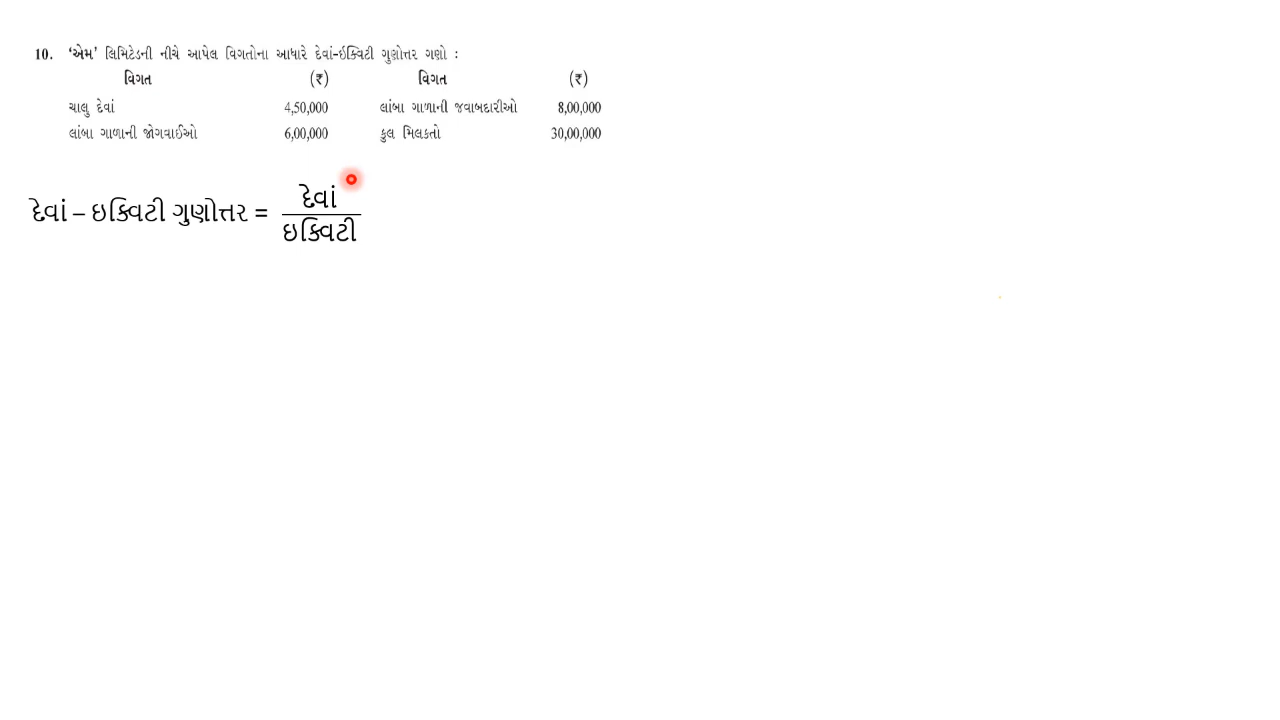 10. 'એમ' લિમિટેડની નીચે આપેલ વિગતોના આધારે દેવાં-ઇક્વિટી ગુણોત્તર ગણો :
વિગત (₹) વિગત (₹)
ચાલુ દેવાં 4,50,000 લાંબા ગાળાની જવાબદારીઓ 8,00,000
લાંબા ગાળાની જોગવાઈઓ 6,00,000 કુલ મિલકતો 30,00,000
દેવાં – ઇક્વિટી ગુણોત્તર = દેવાં
ઇક્વિટી